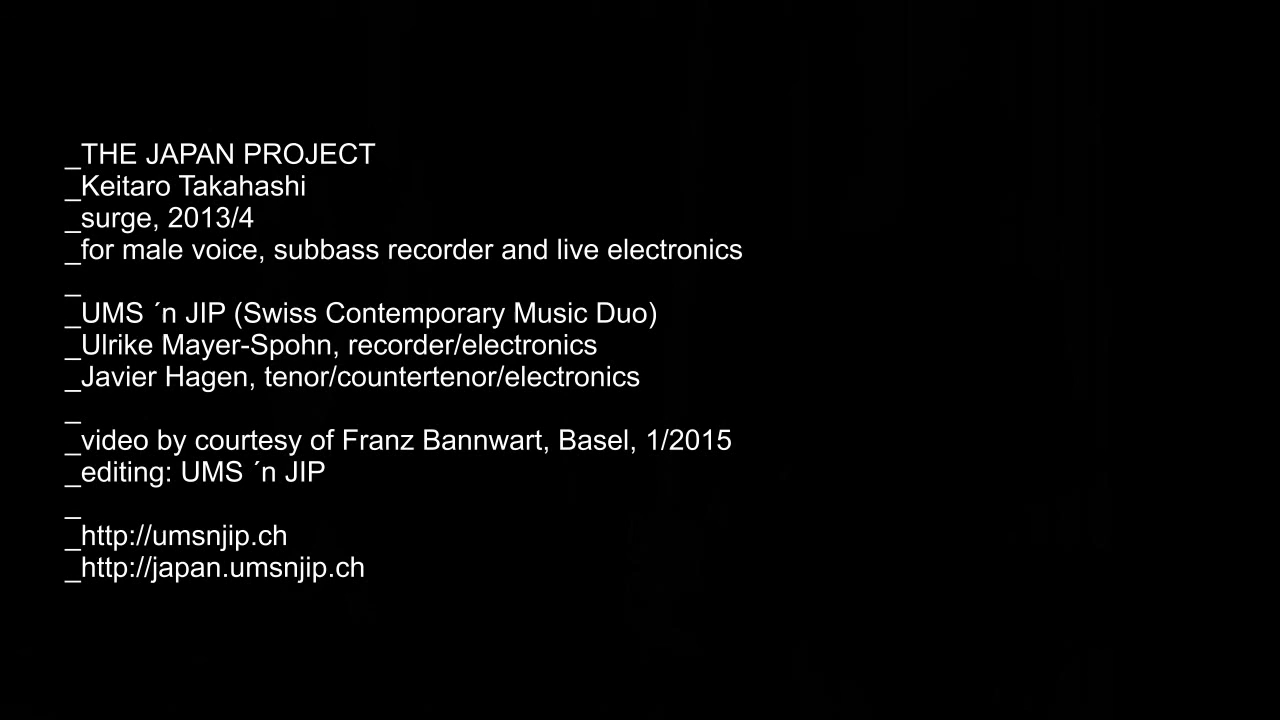 _THE JAPAN PROJECT
_Keitaro Takahashi
_surge, 2013/4
_for male voice, subbass recorder and live electronics
_
_UMS ´n JIP (Swiss Contemporary Music Duo)
_Ulrike Mayer-Spohn, recorder/electronics
_Javier Hagen, tenor/countertenor/electronics
_
_video by courtesy of Franz Bannwart, Basel, 1/2015
_editing: UMS ´n JIP
_
_http://umsnjip.ch
_http://japan.umsnjip.ch